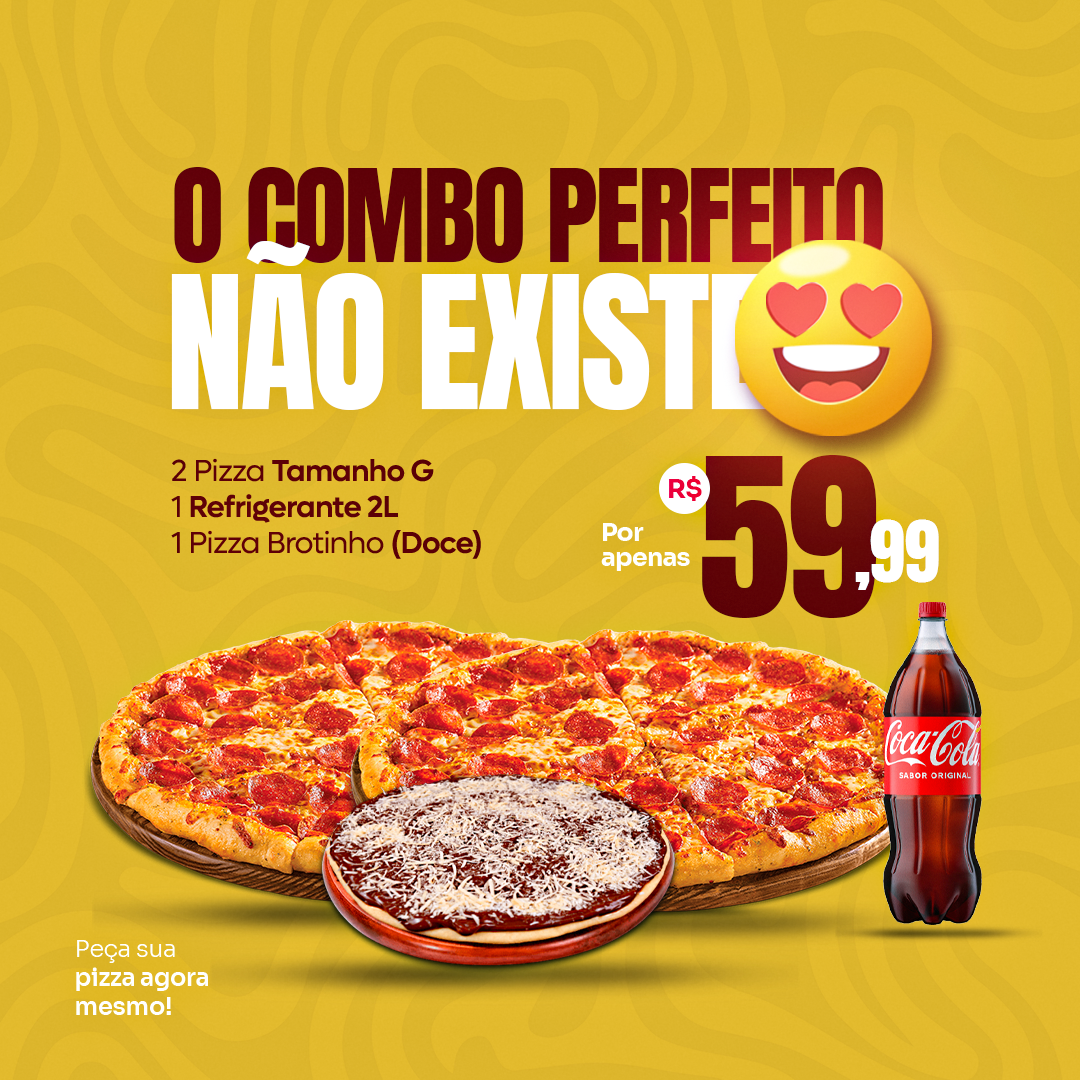 O COMBO PERFEITO
NÃO EXISTE
2 Pizza Tamanho G
1 Refrigerante 2L
1 Pizza Brotinho (Doce)
Por apenas
R$ 59,99
Coca-Cola
SABOR ORIGINAL
Peça sua
pizza agora
mesmo!